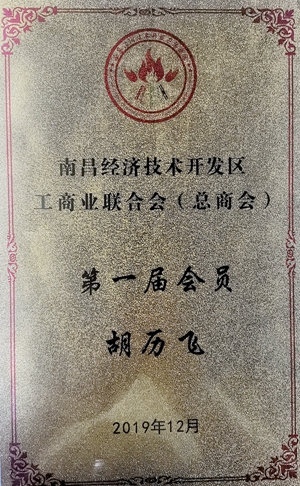 南昌经济技术开发区
工商业联合会（总商会）
第一届会员
胡历飞
2019年12月